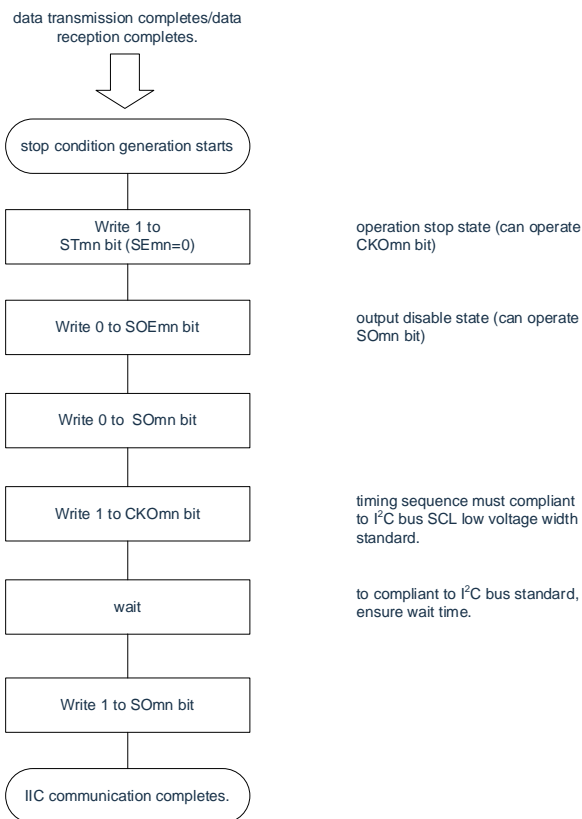 data transmission completes/data
reception completes.
stop condition generation starts
Write 1 to
STmn bit (SEmn=0)
operation stop state (can operate
CKOmn bit)
Write 0 to SOEmn bit
output disable state (can operate
SOmn bit)
Write 0 to SOmn bit
Write 1 to CKOmn bit
timing sequence must compliant
to I²C bus SCL low voltage width
standard.
wait
to compliant to I²C bus standard,
ensure wait time.
Write 1 to SOmn bit
IIC communication completes.